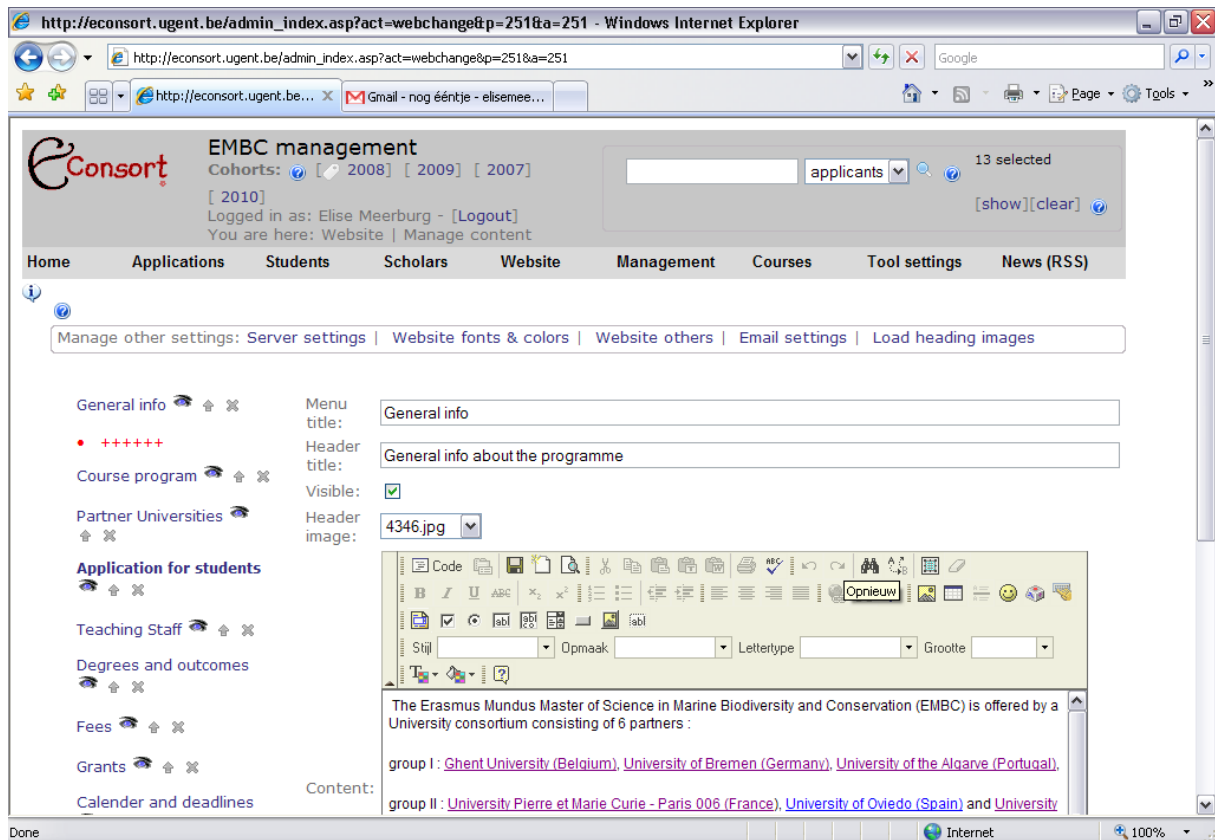 http://econsort.ugent.be/admin_index.asp?act=webchange&p=251&a=251 - Windows Internet Explorer
http://econsort.ugent.be/admin_index.asp?act=webchange&p=251&a=251
Google
http://econsort.ugent.be... X Gmail - nog ééntje - elisemee...
Page Tools »
eConsort
EMBC management
Cohorts: [ 2008] [ 2009] [ 2007]
[ 2010]
Logged in as: Elise Meerburg - [Logout]
You are here: Website | Manage content
applicants
13 selected
[show][clear]
Home Applications Students Scholars Website Management Courses Tool settings News (RSS)
Manage other settings: Server settings | Website fonts & colors | Website others | Email settings | Load heading images
General info
++++++
Course program
Partner Universities
Application for students
Teaching Staff
Degrees and outcomes
Fees
Grants
Calender and deadlines
Menu title: General info
Header title: General info about the programme
Visible:
Header image: 4346.jpg
Code
B I U ABC x₂ x²
Opnieuw
Stijl Opmaak Lettertype Grootte
Content:
The Erasmus Mundus Master of Science in Marine Biodiversity and Conservation (EMBC) is offered by a
University consortium consisting of 6 partners :
group I : Ghent University (Belgium), University of Bremen (Germany), University of the Algarve (Portugal),
group II : University Pierre et Marie Curie - Paris 006 (France), University of Oviedo (Spain) and University
Done Internet 100%